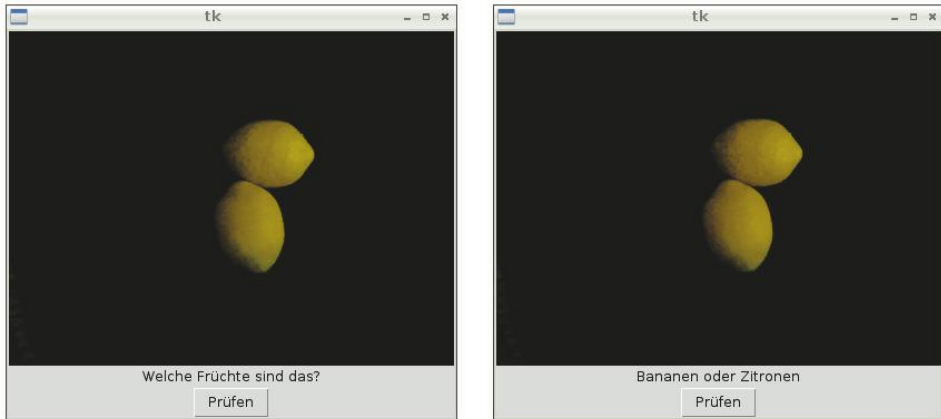 tk
Welche Früchte sind das?
Prüfen
tk
Bananen oder Zitronen
Prüfen